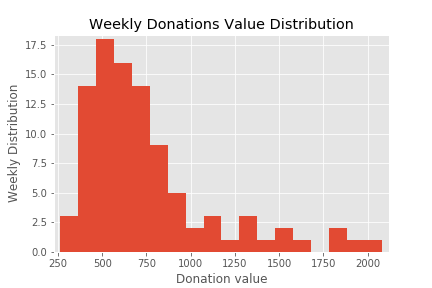 Weekly Donations Value Distribution
17.5
15.0
12.5
10.0
7.5
5.0
2.5
0.0
Weekly Distribution
250 500 750 1000 1250 1500 1750 2000
Donation value